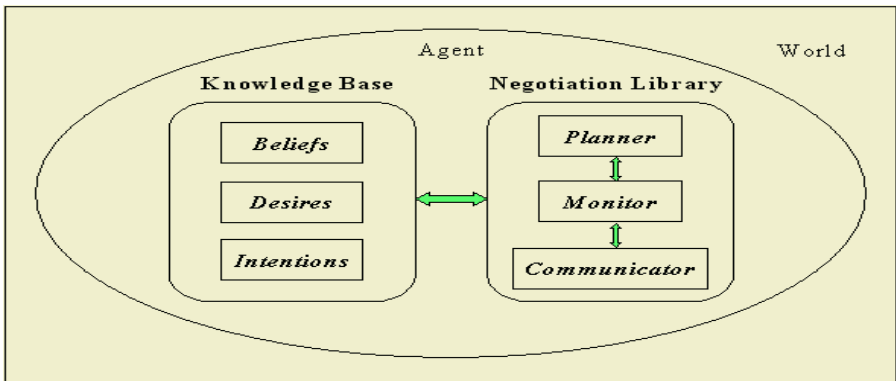 Agent
World
Knowledge Base
Negotiation Library
Beliefs
Desires
Intentions
Planner
Monitor
Communicator